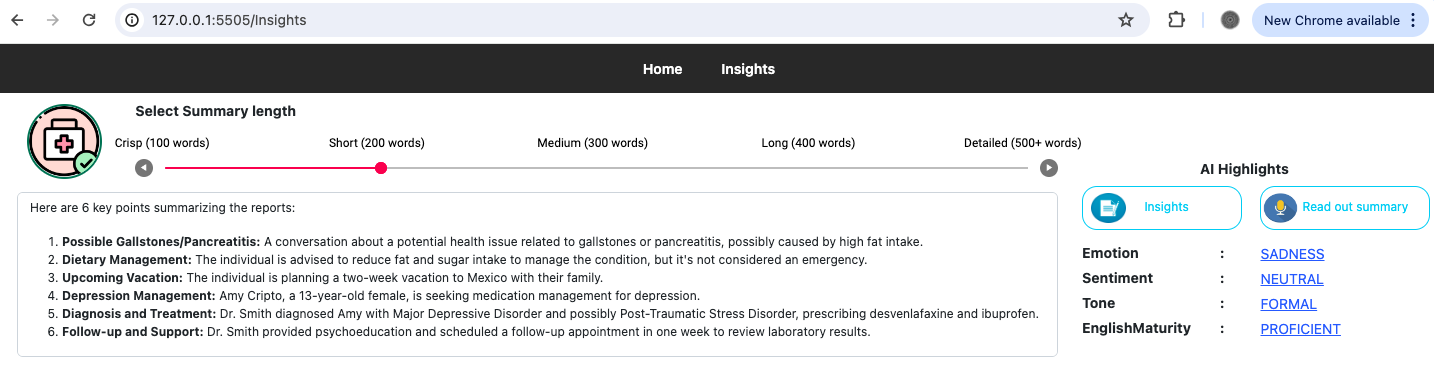 127.0.0.1:5505/Insights
New Chrome available
Home Insights
Select Summary length
Crisp (100 words) Short (200 words) Medium (300 words) Long (400 words) Detailed (500+ words)
Here are 6 key points summarizing the reports:
1. Possible Gallstones/Pancreatitis: A conversation about a potential health issue related to gallstones or pancreatitis, possibly caused by high fat intake.
2. Dietary Management: The individual is advised to reduce fat and sugar intake to manage the condition, but it's not considered an emergency.
3. Upcoming Vacation: The individual is planning a two-week vacation to Mexico with their family.
4. Depression Management: Amy Cripto, a 13-year-old female, is seeking medication management for depression.
5. Diagnosis and Treatment: Dr. Smith diagnosed Amy with Major Depressive Disorder and possibly Post-Traumatic Stress Disorder, prescribing desvenlafaxine and ibuprofen.
6. Follow-up and Support: Dr. Smith provided psychoeducation and scheduled a follow-up appointment in one week to review laboratory results.
AI Highlights
Insights Read out summary
Emotion : SADNESS
Sentiment : NEUTRAL
Tone : FORMAL
EnglishMaturity : PROFICIENT